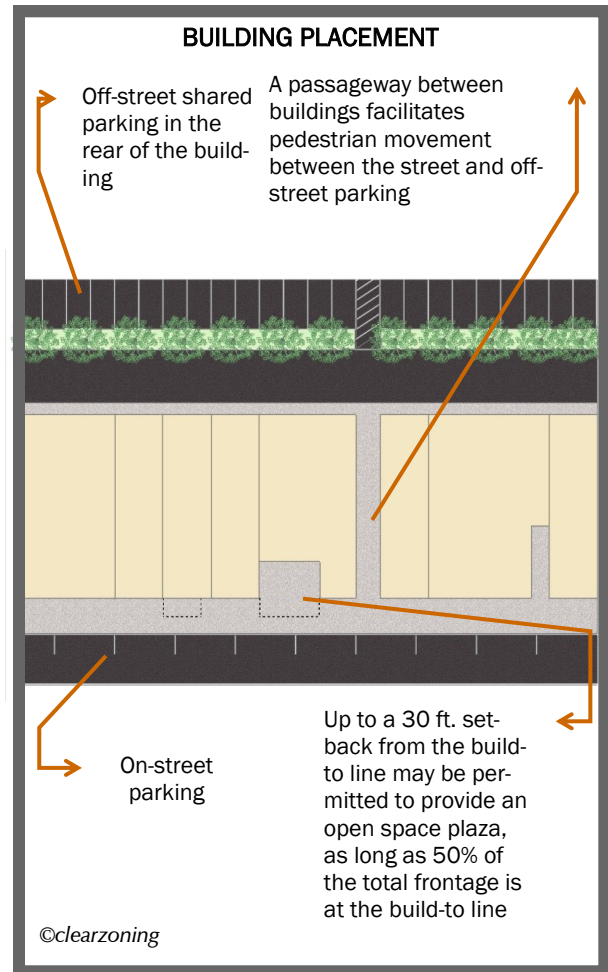 BUILDING PLACEMENT
Off-street shared
parking in the
rear of the build-
ing
A passageway between
buildings facilitates
pedestrian movement
between the street and off-
street parking
On-street
parking
Up to a 30 ft. set-
back from the build-
to line may be per-
mitted to provide an
open space plaza,
as long as 50% of
the total frontage is
at the build-to line
©clearzoning